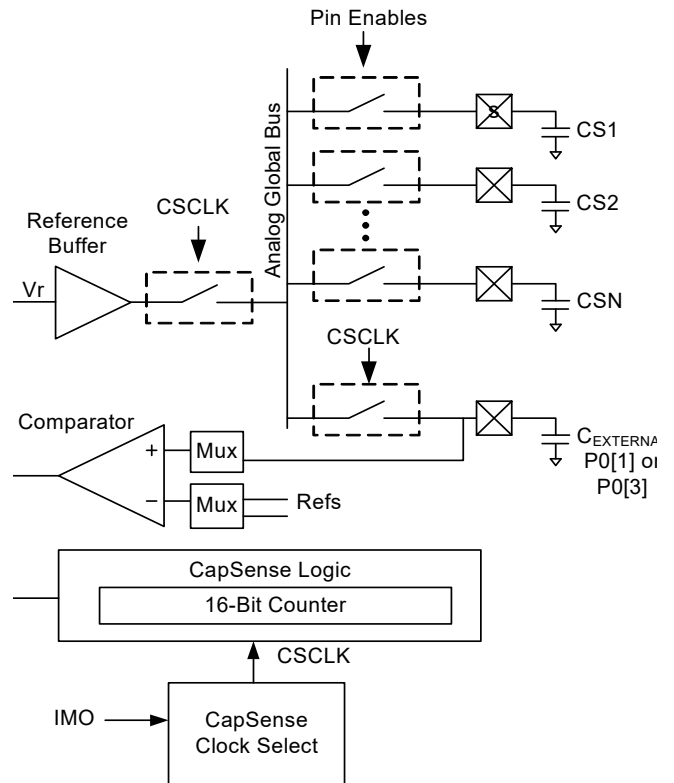 Pin Enables
Analog Global Bus
S
CS1
CS2
CSN
Reference
Buffer
CSCLK
Vr
CSCLK
Comparator
+
Mux
−
Mux
Refs
CEXTERNA
P0[1] or
P0[3]
CapSense Logic
16-Bit Counter
CSCLK
IMO
CapSense
Clock Select